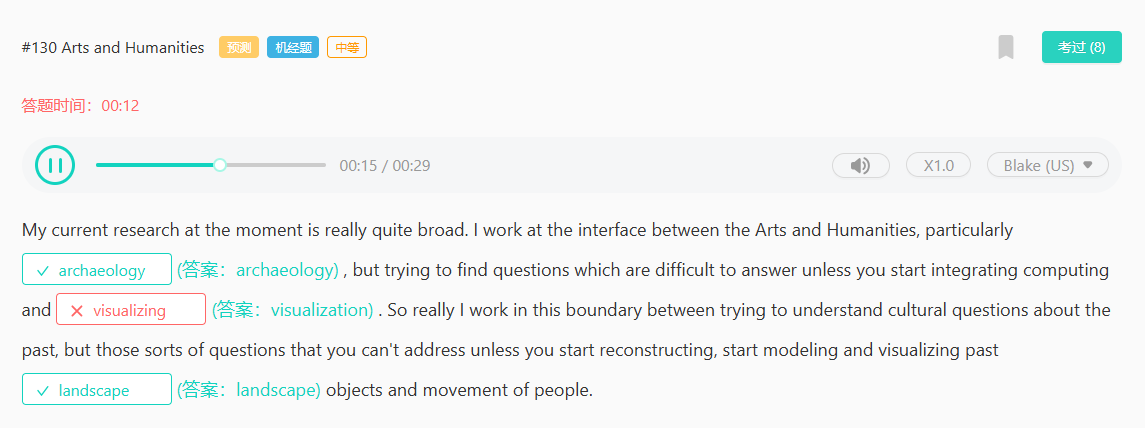 #130 Arts and Humanities 预测 机经题 中等 考过 (8)
答题时间：00:12
00:15 / 00:29 X1.0 Blake (US)
My current research at the moment is really quite broad. I work at the interface between the Arts and Humanities, particularly
archaeology (答案：archaeology) , but trying to find questions which are difficult to answer unless you start integrating computing
and visualizing (答案：visualization) . So really I work in this boundary between trying to understand cultural questions about the
past, but those sorts of questions that you can't address unless you start reconstructing, start modeling and visualizing past
landscape (答案：landscape) objects and movement of people.